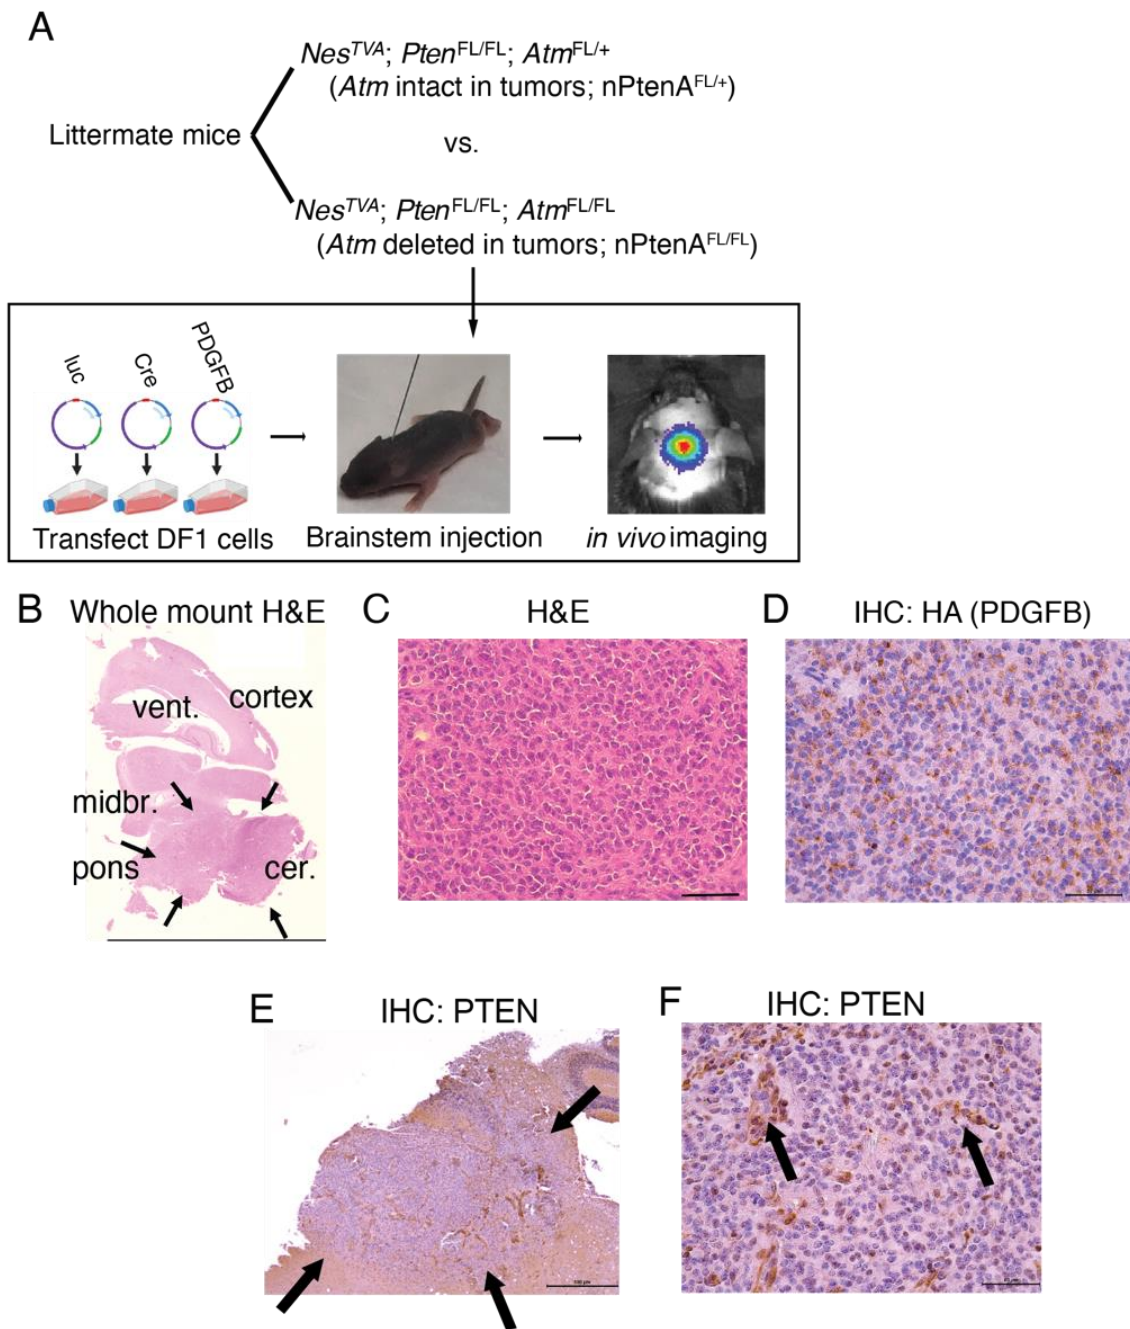 A
Nes^TVA; Pten^FL/FL; Atm^FL/+
(Atm intact in tumors; nPtenA^FL/+)
Littermate mice
vs.
Nes^TVA; Pten^FL/FL; Atm^FL/FL
(Atm deleted in tumors; nPtenA^FL/FL)
luc
Cre
PDGFB
Transfect DF1 cells
Brainstem injection
in vivo imaging
B
Whole mount H&E
vent.
cortex
midbr.
pons
cer.
C
H&E
D
IHC: HA (PDGFB)
E
IHC: PTEN
F
IHC: PTEN